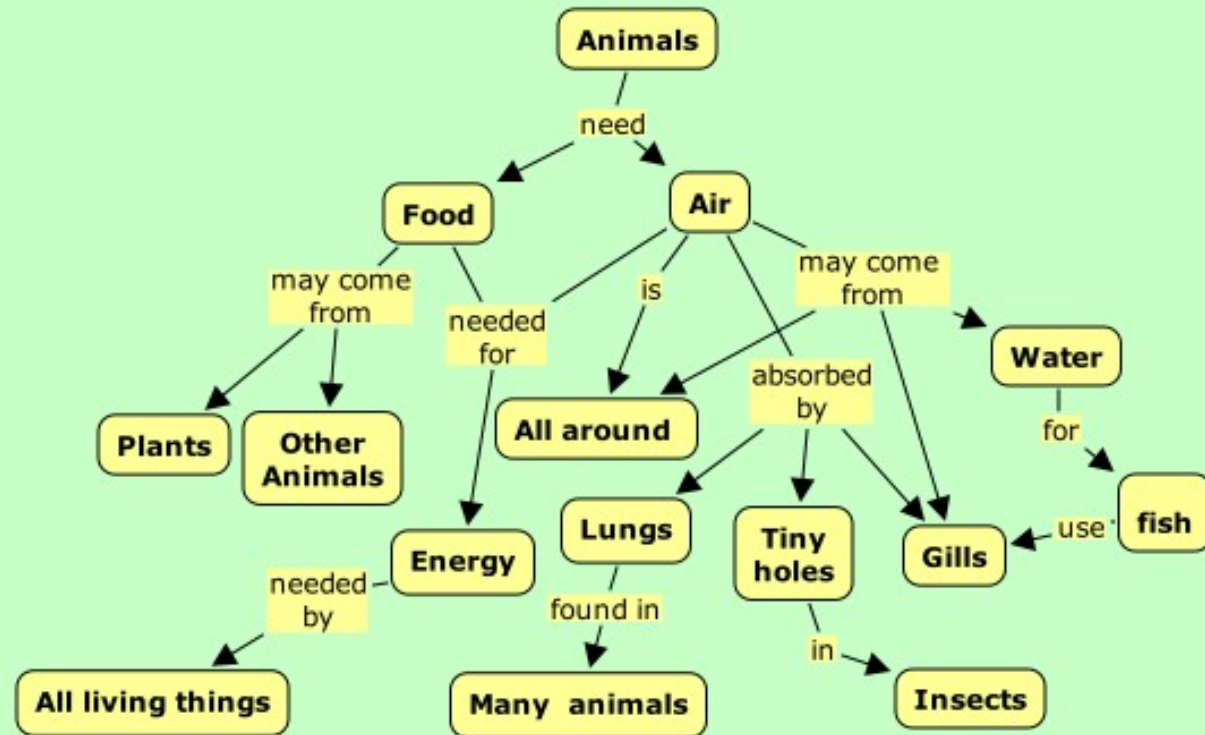 Animals
need
Food
Air
may come
from
needed
for
is
may come
from
absorbed
by
Water
for
Plants
Other
Animals
All around
Lungs
Tiny
holes
Gills
use
fish
Energy
needed
by
found in
in
All living things
Many animals
Insects